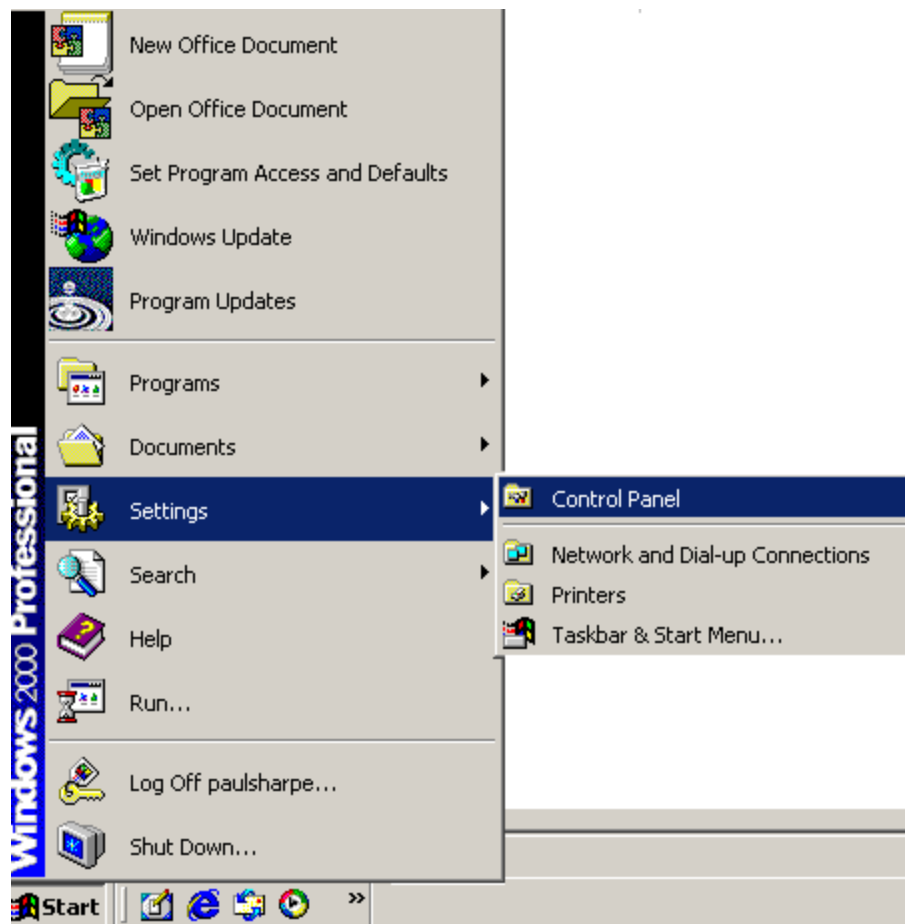 New Office Document
Open Office Document
Set Program Access and Defaults
Windows Update
Program Updates
Programs
Documents
Settings
Search
Help
Run...
Log Off paulsharpe...
Shut Down...
Control Panel
Network and Dial-up Connections
Printers
Taskbar & Start Menu...
Windows 2000 Professional
Start
»